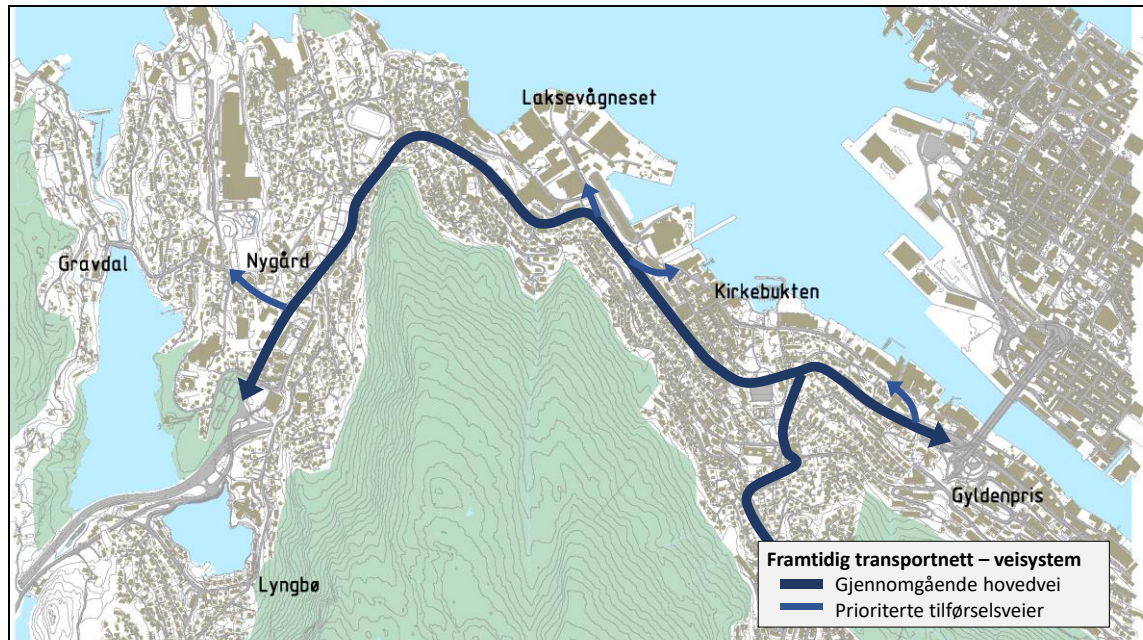 Laksevågneset
Nygård
Gravdal
Kirkebukten
Gyldenpris
Lyngbø
Framtidig transportnett – veisystem
Gjennomgående hovedvei
Prioriterte tilførselsveier